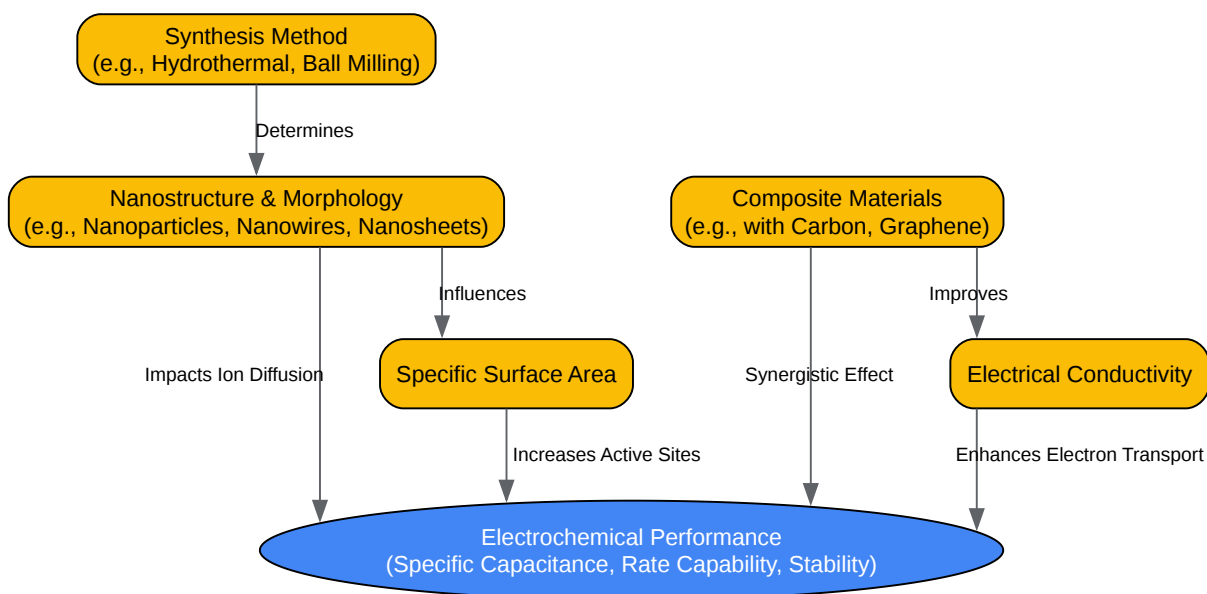 Synthesis Method
(e.g., Hydrothermal, Ball Milling)
Determines
Nanostructure & Morphology
(e.g., Nanoparticles, Nanowires, Nanosheets)
Composite Materials
(e.g., with Carbon, Graphene)
Influences
Improves
Impacts Ion Diffusion
Specific Surface Area
Synergistic Effect
Electrical Conductivity
Increases Active Sites
Enhances Electron Transport
Electrochemical Performance
(Specific Capacitance, Rate Capability, Stability)